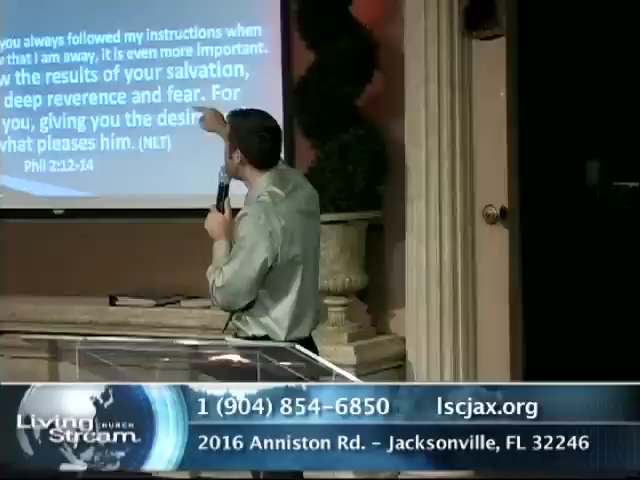 you always followed my instructions when
that I am away, it is even more important.
w the results of your salvation,
deep reverence and fear. For
you, giving you the desir
what pleases him. (NLT)
Phil 2:12-14
1 (904) 854-6850 lscjax.org
Living CHURCH
Stream
2016 Anniston Rd. - Jacksonville, FL 32246